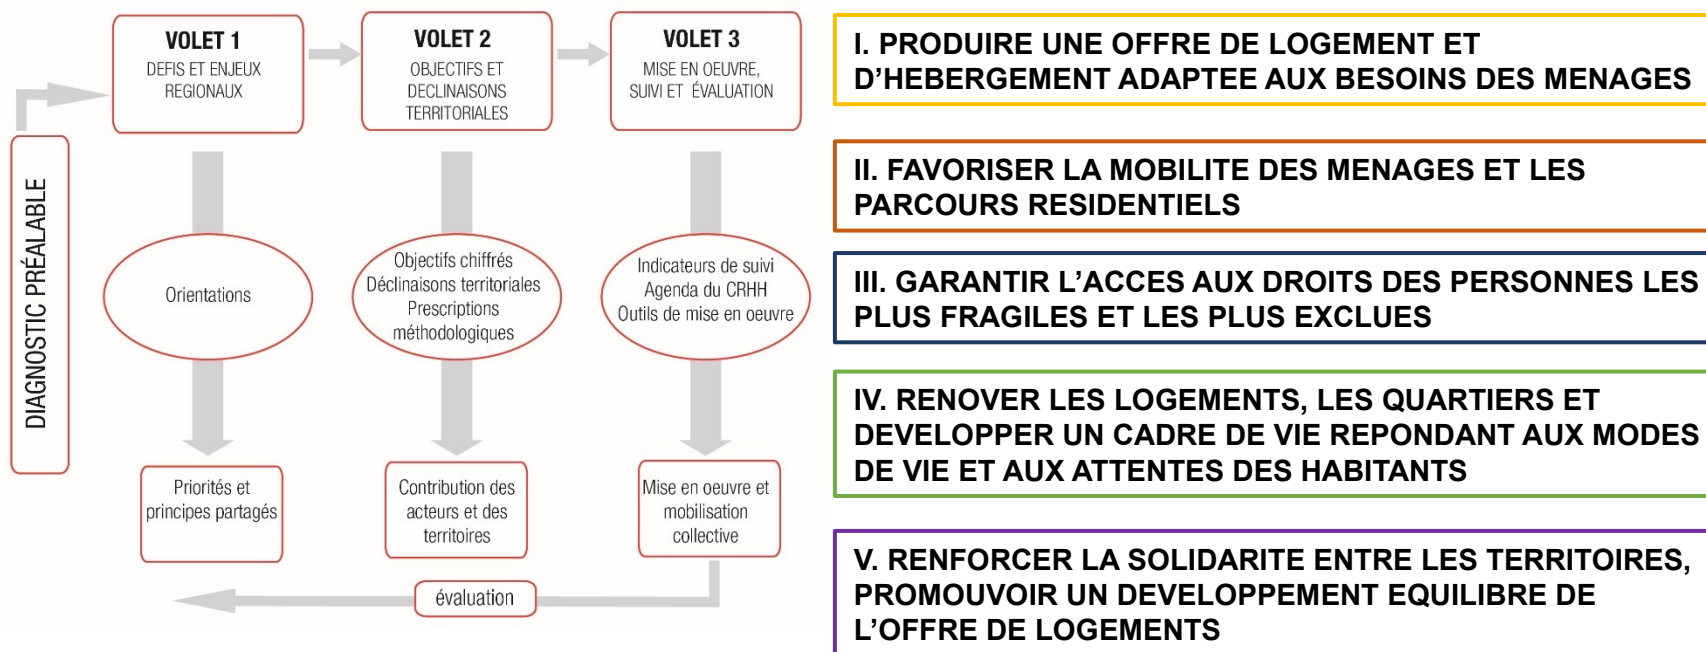 DIAGNOSTIC PRÉALABLE
VOLET 1
DEFIS ET ENJEUX
REGIONAUX
Orientations
Priorités et
principes partagés
VOLET 2
OBJECTIFS ET
DECLINAISONS
TERRITORIALES
Objectifs chiffrés
Déclinaisons territoriales
Prescriptions
méthodologiques
Contribution des
acteurs et des
territoires
VOLET 3
MISE EN OEUVRE,
SUIVI ET ÉVALUATION
Indicateurs de suivi
Agenda du CRHH
Outils de mise en oeuvre
Mise en oeuvre et
mobilisation
collective
évaluation
I. PRODUIRE UNE OFFRE DE LOGEMENT ET
D’HEBERGEMENT ADAPTEE AUX BESOINS DES MENAGES
II. FAVORISER LA MOBILITE DES MENAGES ET LES
PARCOURS RESIDENTIELS
III. GARANTIR L’ACCES AUX DROITS DES PERSONNES LES
PLUS FRAGILES ET LES PLUS EXCLUES
IV. RENOVER LES LOGEMENTS, LES QUARTIERS ET
DEVELOPPER UN CADRE DE VIE REPONDANT AUX MODES
DE VIE ET AUX ATTENTES DES HABITANTS
V. RENFORCER LA SOLIDARITE ENTRE LES TERRITOIRES,
PROMOUVOIR UN DEVELOPPEMENT EQUILIBRE DE
L’OFFRE DE LOGEMENTS